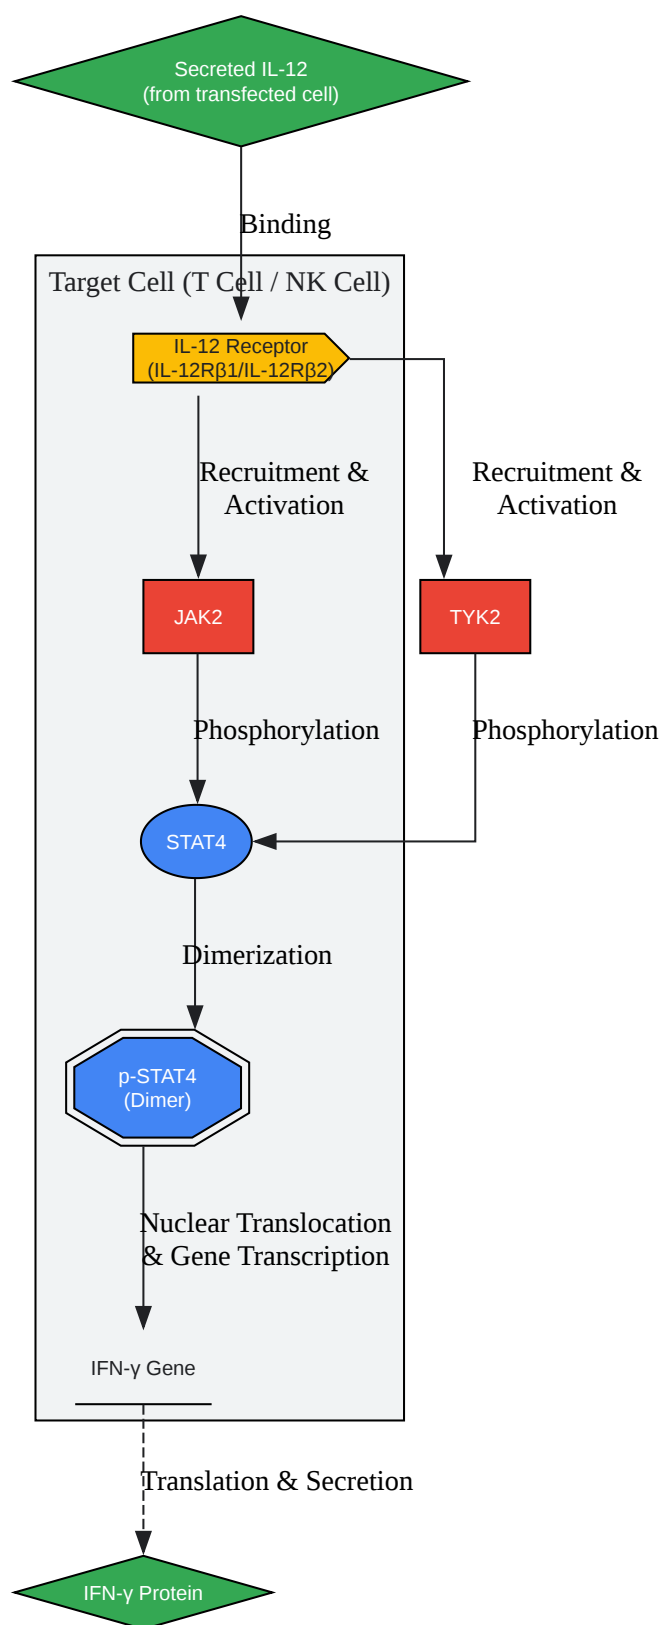 Secreted IL-12
(from transfected cell)
Binding
Target Cell (T Cell / NK Cell)
IL-12 Receptor
(IL-12Rβ1/IL-12Rβ2)
Recruitment &
Activation
Recruitment &
Activation
JAK2
TYK2
Phosphorylation
Phosphorylation
STAT4
Dimerization
p-STAT4
(Dimer)
Nuclear Translocation
& Gene Transcription
IFN-γ Gene
Translation & Secretion
IFN-γ Protein